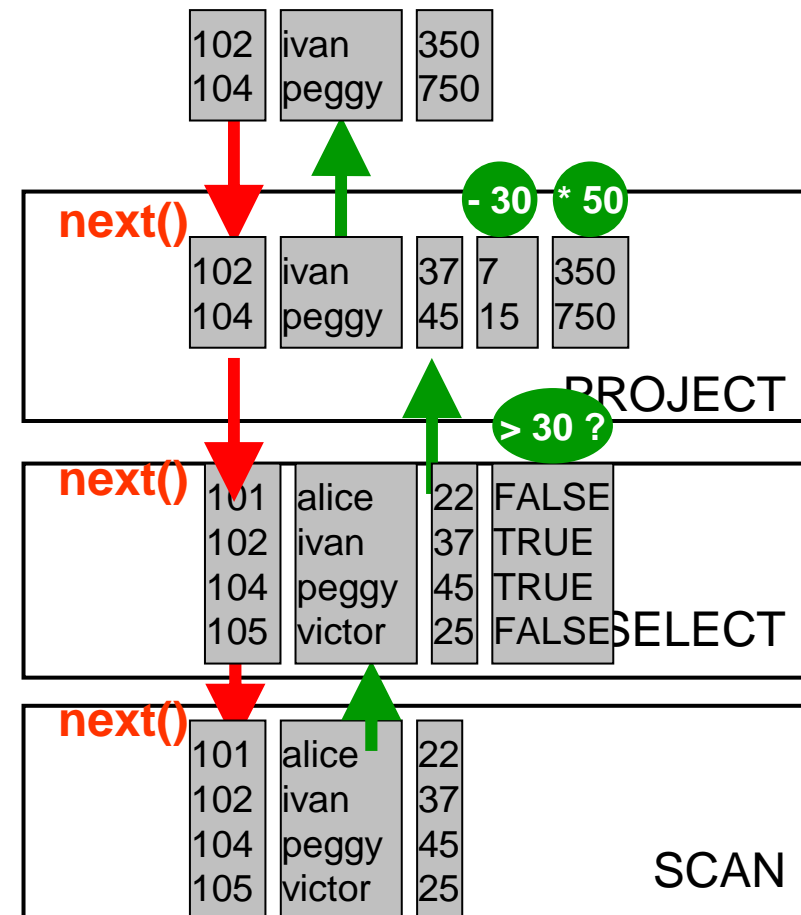 102 ivan 350
104 peggy 750
- 30 * 50
next()
102 ivan 37 7 350
104 peggy 45 15 750
PROJECT
> 30 ?
next()
101 alice 22 FALSE
102 ivan 37 TRUE
104 peggy 45 TRUE
105 victor 25 FALSE
SELECT
next()
101 alice 22
102 ivan 37
104 peggy 45
105 victor 25
SCAN